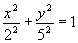 x²/2² + y²/5² = 1